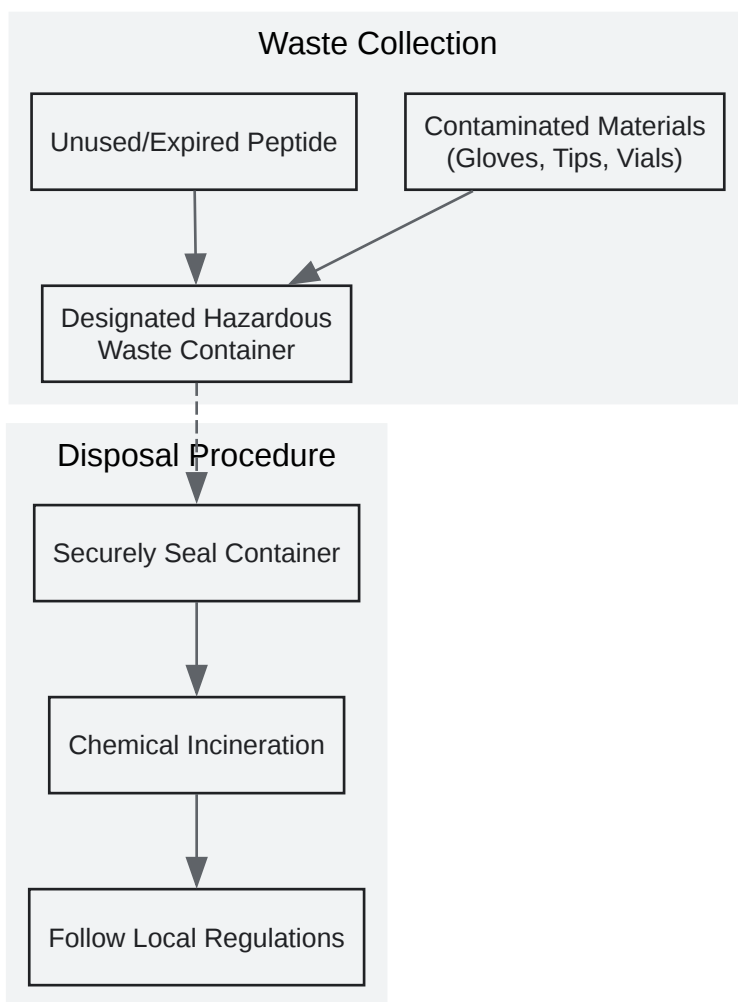 Waste Collection
Unused/Expired Peptide
Contaminated Materials
(Gloves, Tips, Vials)
Designated Hazardous
Waste Container
Disposal Procedure
Securely Seal Container
Chemical Incineration
Follow Local Regulations